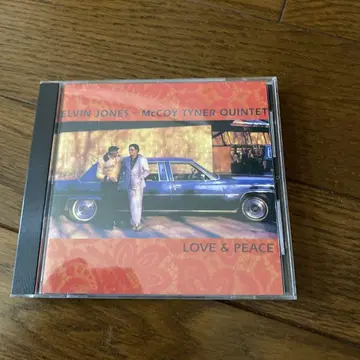 ELVIN JONES - McCOY TYNER QUINTET
LOVE & PEACE